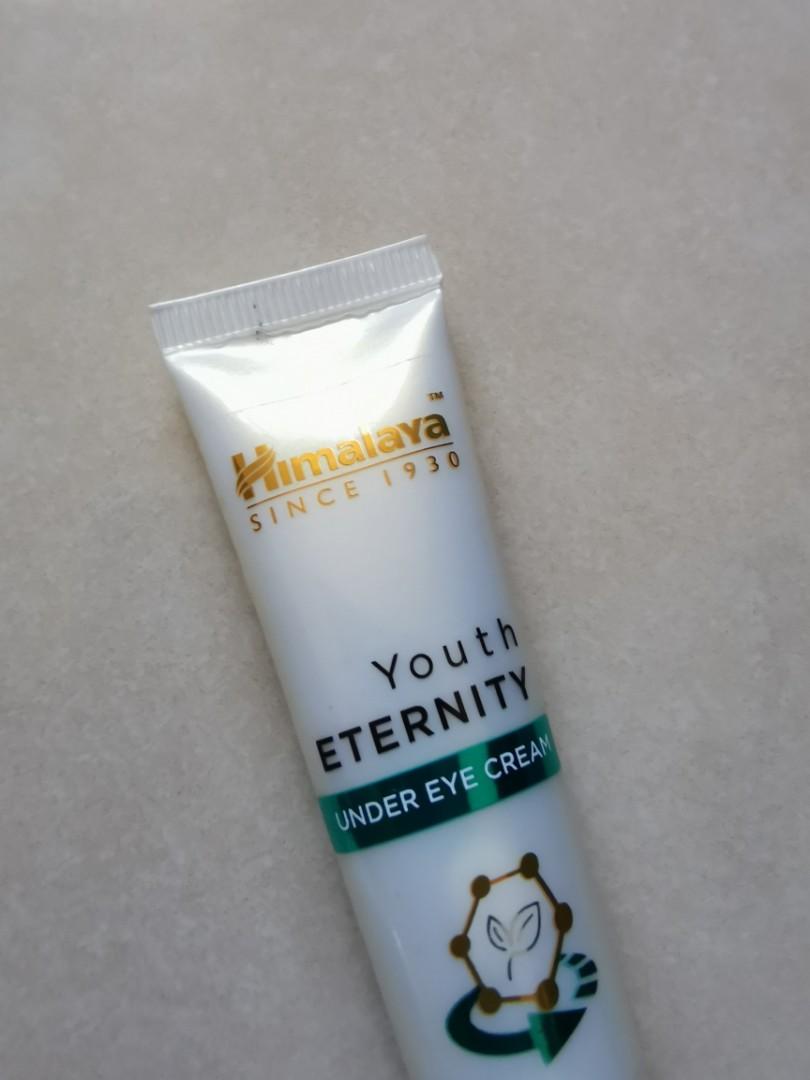 Himalaya™
SINCE 1930
Youth
ETERNITY
UNDER EYE CREAM